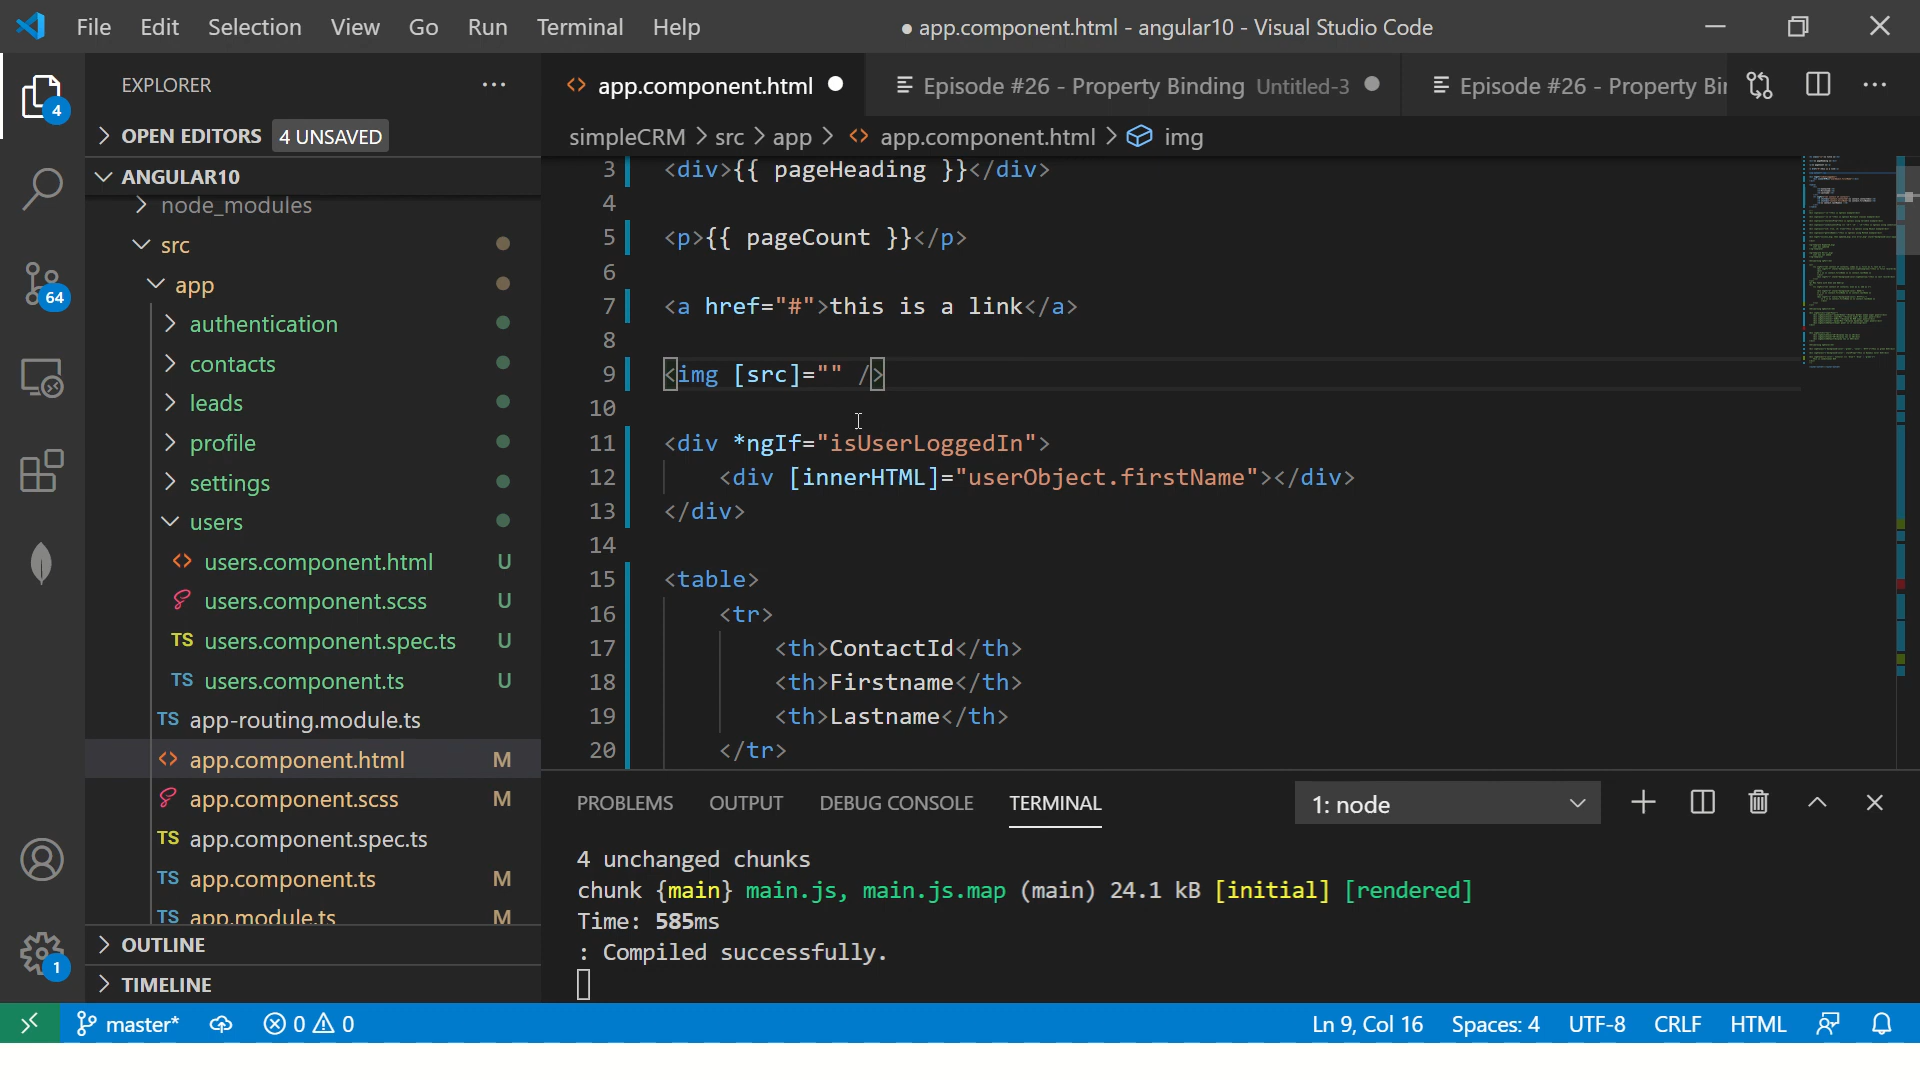 File Edit Selection View Go Run Terminal Help
● app.component.html - angular10 - Visual Studio Code
EXPLORER
app.component.html
Episode #26 - Property Binding Untitled-3
Episode #26 - Property Bin
4
OPEN EDITORS 4 UNSAVED
simpleCRM > src > app > app.component.html > img
ANGULAR10
node_modules
src
app
authentication
contacts
leads
profile
settings
users
users.component.html U
users.component.scss U
users.component.spec.ts U
TS users.component.ts U
TS app-routing.module.ts
app.component.html M
app.component.scss M
TS app.component.spec.ts
TS app.component.ts M
TS app.module.ts M
OUTLINE
TIMELINE
64
1
3 <div>{{ pageHeading }}</div>
4
5 <p>{{ pageCount }}</p>
6
7 <a href="#">this is a link</a>
8
9 <img [src]="" />
10
11 <div *ngIf="isUserLoggedIn">
12 <div [innerHTML]="userObject.firstName"></div>
13 </div>
14
15 <table>
16 <tr>
17 <th>ContactId</th>
18 <th>Firstname</th>
19 <th>Lastname</th>
20 </tr>
PROBLEMS OUTPUT DEBUG CONSOLE TERMINAL 1: node
4 unchanged chunks
chunk {main} main.js, main.js.map (main) 24.1 kB [initial] [rendered]
Time: 585ms
: Compiled successfully.
master* 0 0 Ln 9, Col 16 Spaces: 4 UTF-8 CRLF HTML